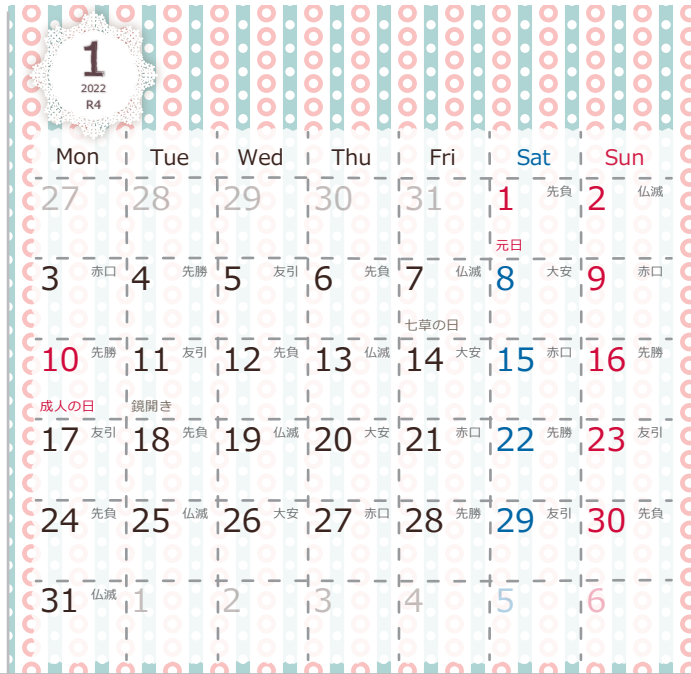 1
2022
R4
Mon Tue Wed Thu Fri Sat Sun
27 28 29 30 31 1 先負 2 仏滅
元日
3 赤口 4 先勝 5 友引 6 先負 7 仏滅 8 大安 9 赤口
七草の日
10 先勝 11 友引 12 先負 13 仏滅 14 大安 15 赤口 16 先勝
成人の日 鏡開き
17 友引 18 先負 19 仏滅 20 大安 21 赤口 22 先勝 23 友引
24 先負 25 仏滅 26 大安 27 赤口 28 先勝 29 友引 30 先負
31 仏滅 1 2 3 4 5 6